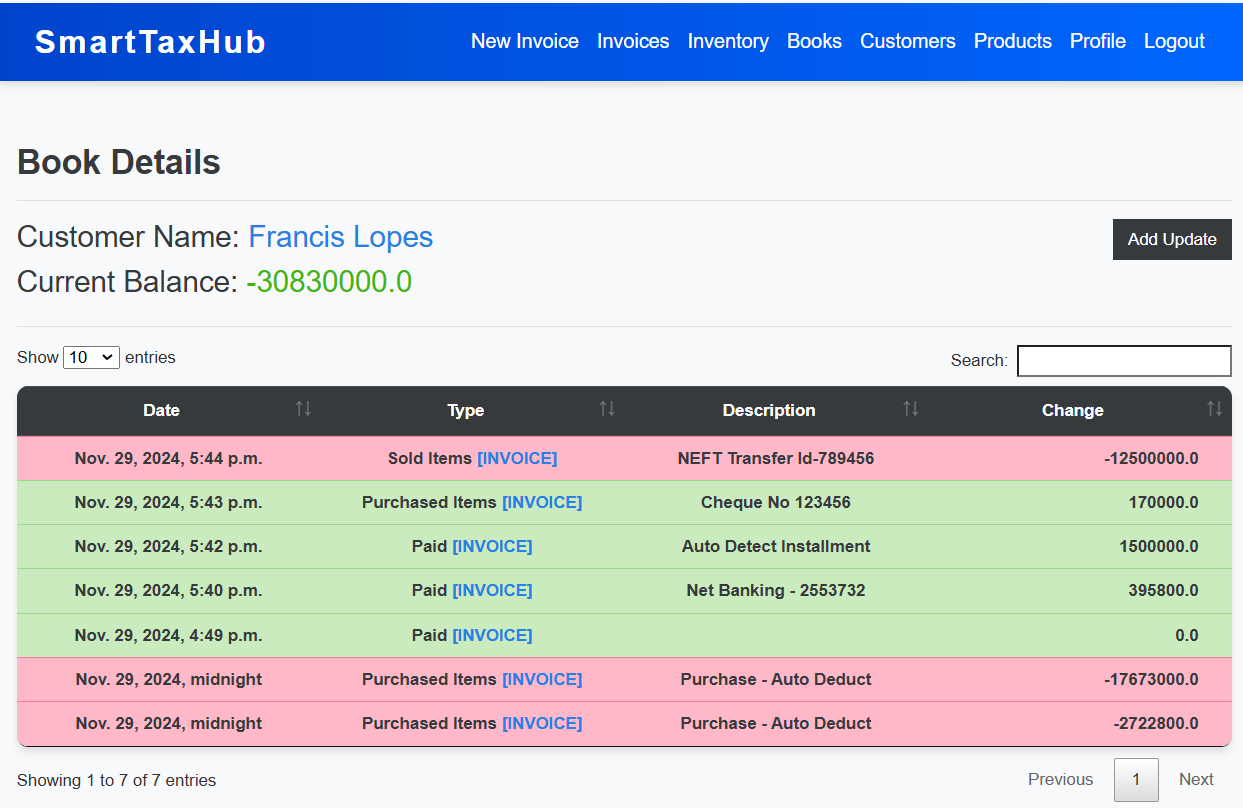 SmartTaxHub New Invoice Invoices Inventory Books Customers Products Profile Logout
Book Details
Customer Name: Francis Lopes
Add Update
Current Balance: -30830000.0
Show 10 entries
Search:
Date Type Description Change
Nov. 29, 2024, 5:44 p.m. Sold Items [INVOICE] NEFT Transfer Id-789456 -12500000.0
Nov. 29, 2024, 5:43 p.m. Purchased Items [INVOICE] Cheque No 123456 170000.0
Nov. 29, 2024, 5:42 p.m. Paid [INVOICE] Auto Detect Installment 1500000.0
Nov. 29, 2024, 5:40 p.m. Paid [INVOICE] Net Banking - 2553732 395800.0
Nov. 29, 2024, 4:49 p.m. Paid [INVOICE] 0.0
Nov. 29, 2024, midnight Purchased Items [INVOICE] Purchase - Auto Deduct -17673000.0
Nov. 29, 2024, midnight Purchased Items [INVOICE] Purchase - Auto Deduct -2722800.0
Showing 1 to 7 of 7 entries
Previous 1 Next